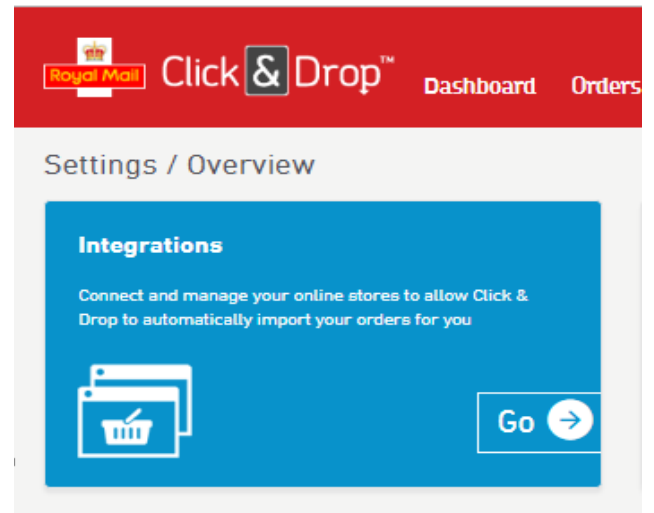 Royal Mail Click & Drop™ Dashboard Orders
Settings / Overview
Integrations
Connect and manage your online stores to allow Click &
Drop to automatically import your orders for you
Go